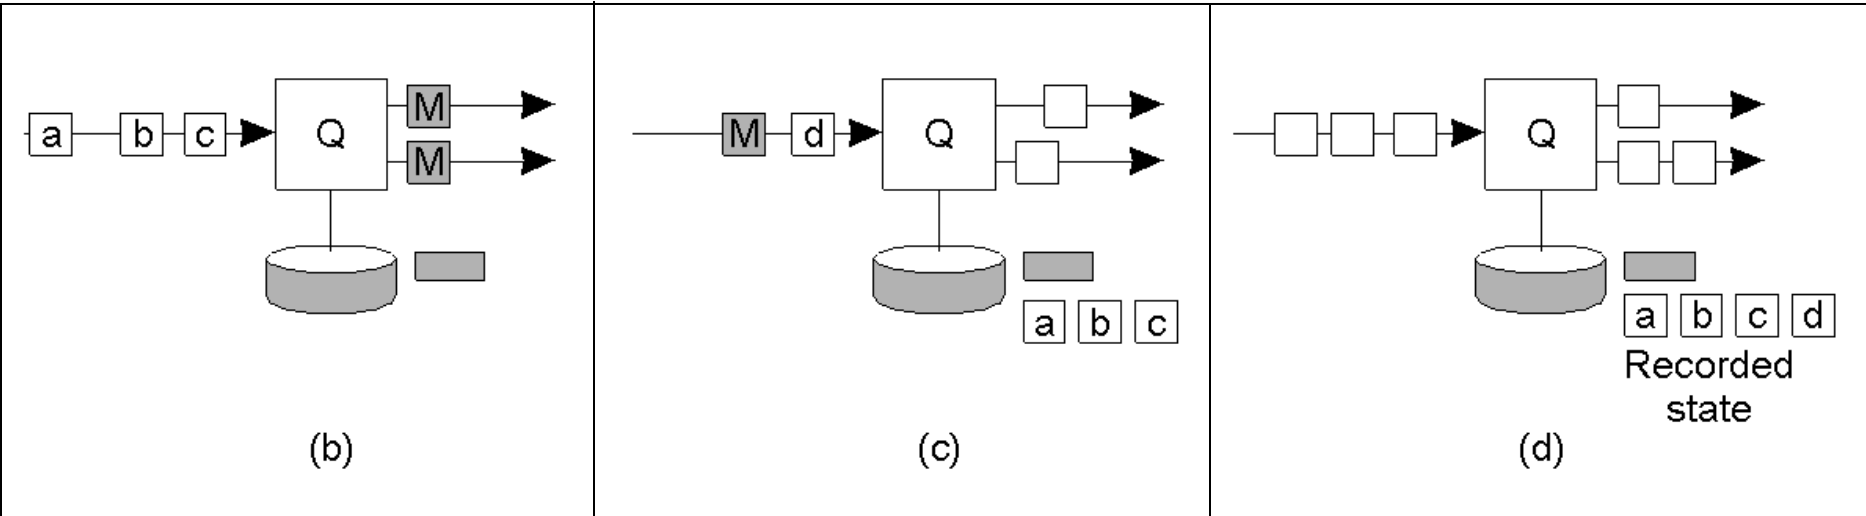 a b c Q M
M
(b)
M d Q
a b c
(c)
Q
a b c d
Recorded
state
(d)